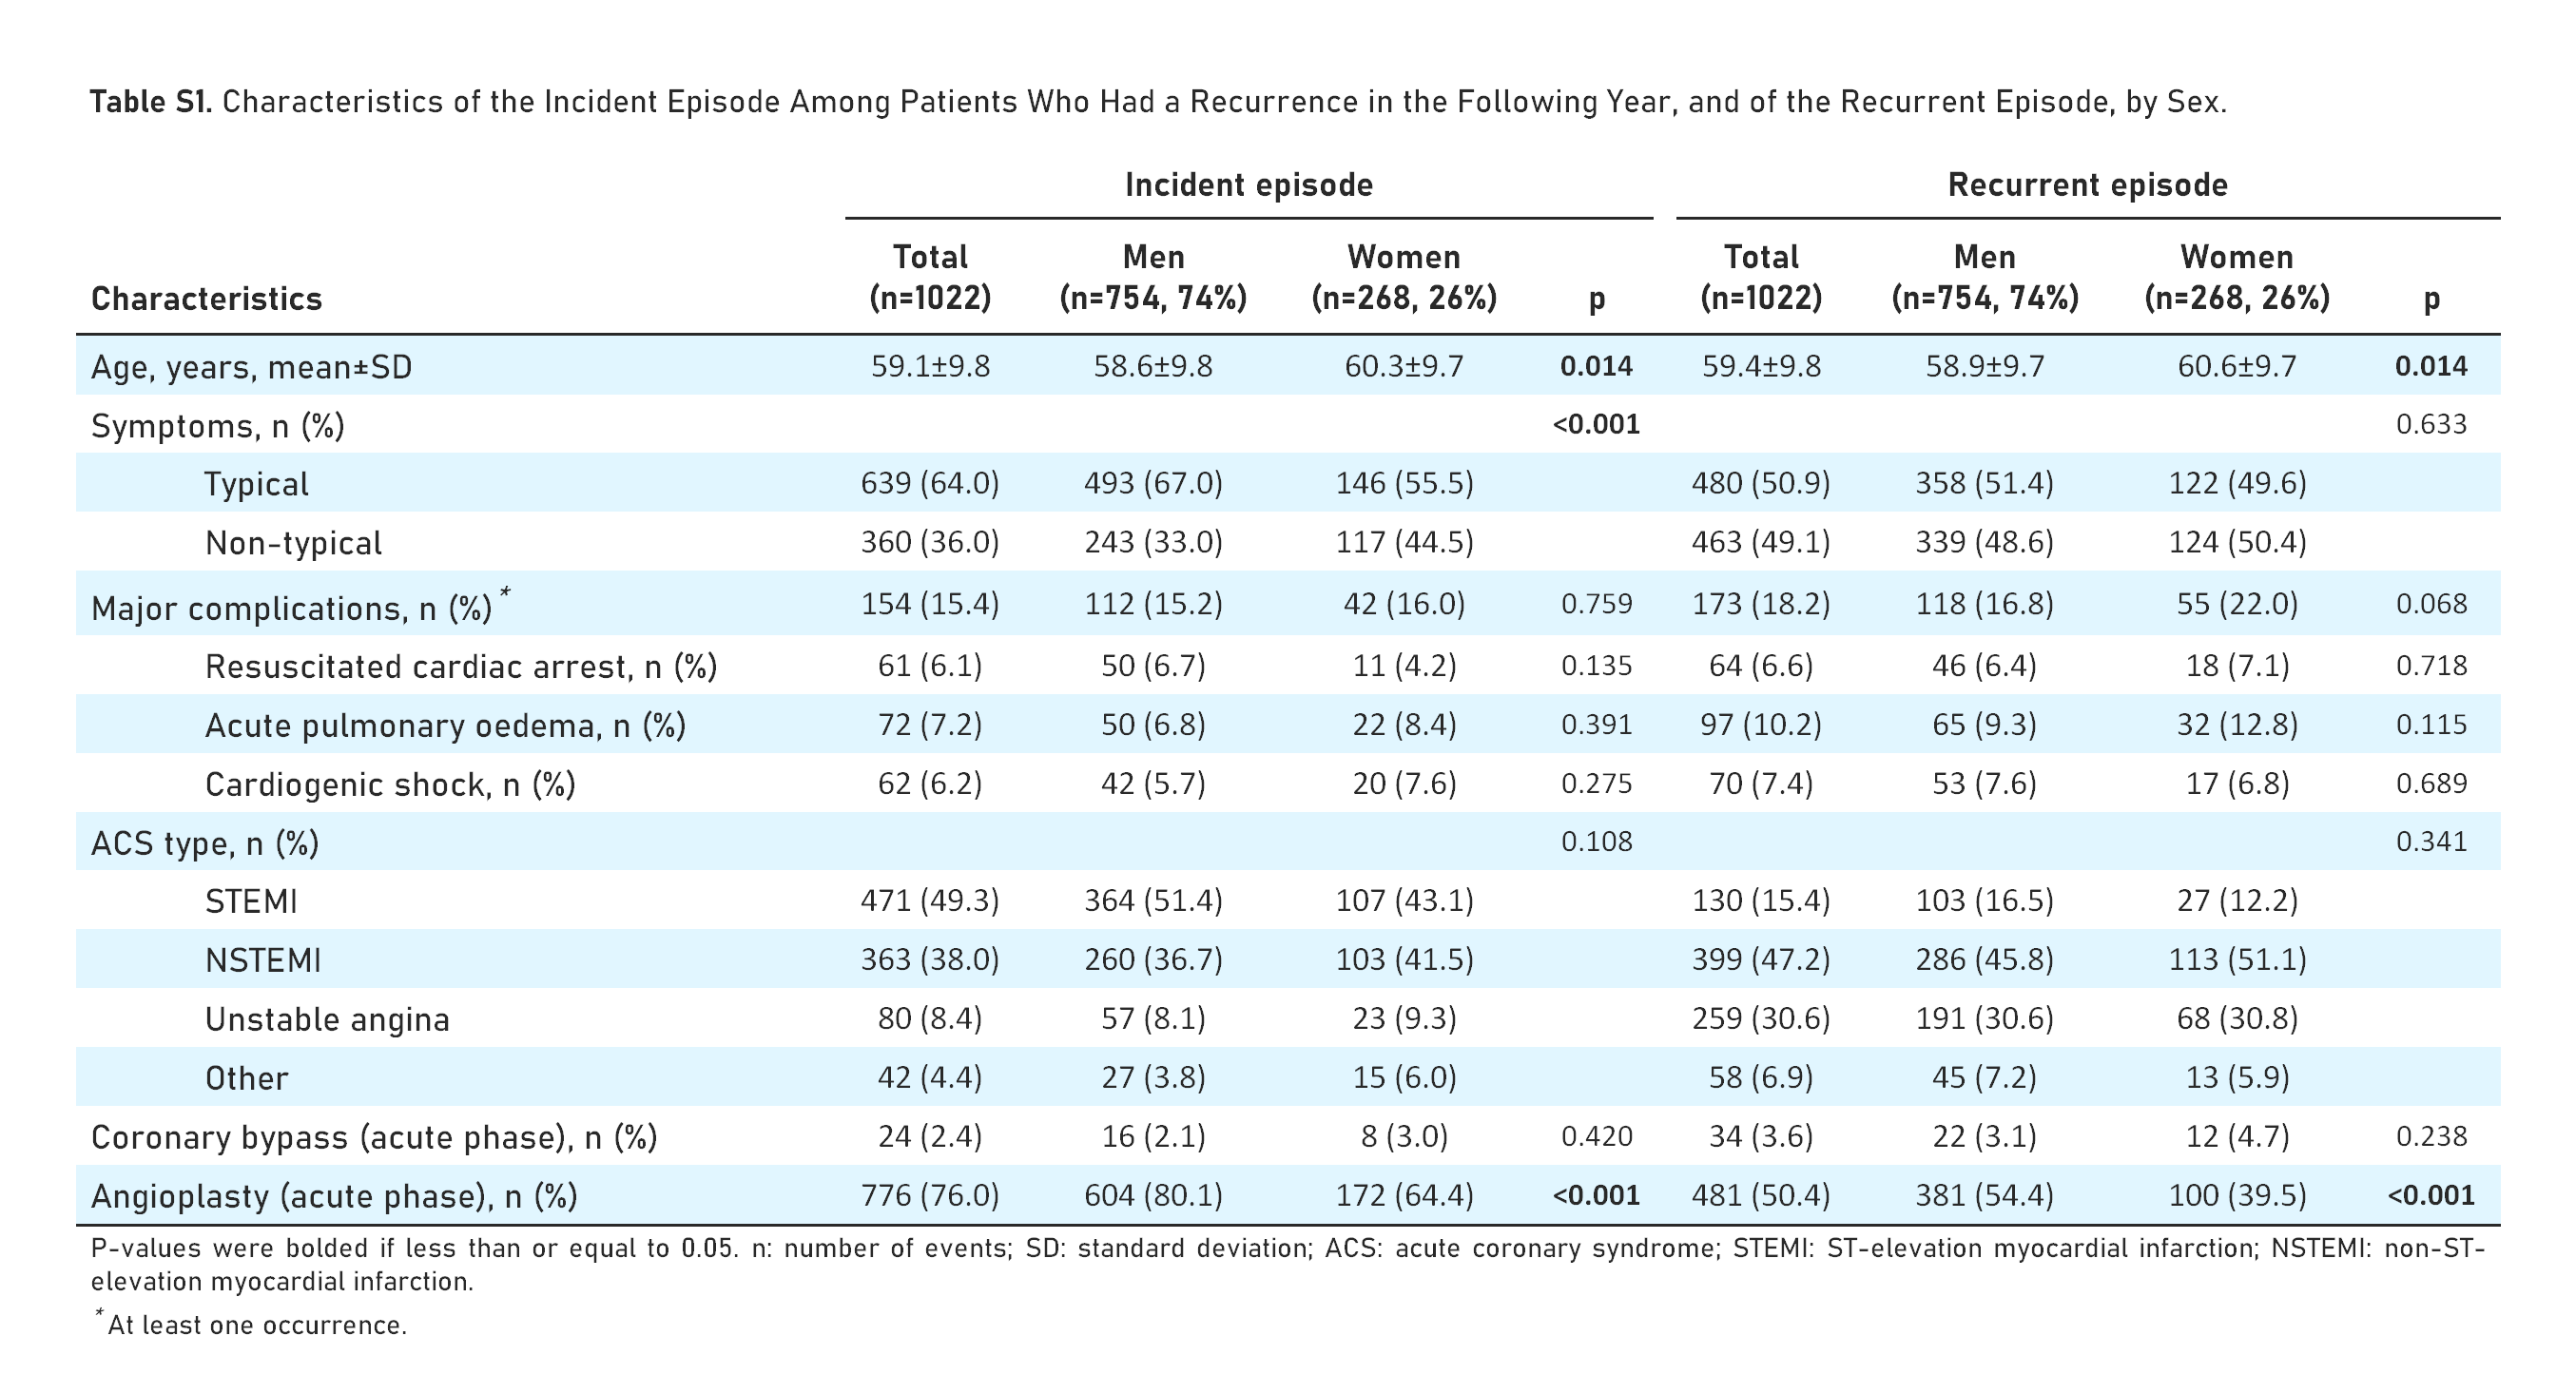 Table S1. Characteristics of the Incident Episode Among Patients Who Had a Recurrence in the Following Year, and of the Recurrent Episode, by Sex.
Incident episode Recurrent episode
Total Men Women Total Men Women
Characteristics (n=1022) (n=754, 74%) (n=268, 26%) p (n=1022) (n=754, 74%) (n=268, 26%) p
Age, years, mean±SD 59.1±9.8 58.6±9.8 60.3±9.7 0.014 59.4±9.8 58.9±9.7 60.6±9.7 0.014
Symptoms, n (%) <0.001 0.633
Typical 639 (64.0) 493 (67.0) 146 (55.5) 480 (50.9) 358 (51.4) 122 (49.6)
Non-typical 360 (36.0) 243 (33.0) 117 (44.5) 463 (49.1) 339 (48.6) 124 (50.4)
Major complications, n (%)* 154 (15.4) 112 (15.2) 42 (16.0) 0.759 173 (18.2) 118 (16.8) 55 (22.0) 0.068
Resuscitated cardiac arrest, n (%) 61 (6.1) 50 (6.7) 11 (4.2) 0.135 64 (6.6) 46 (6.4) 18 (7.1) 0.718
Acute pulmonary oedema, n (%) 72 (7.2) 50 (6.8) 22 (8.4) 0.391 97 (10.2) 65 (9.3) 32 (12.8) 0.115
Cardiogenic shock, n (%) 62 (6.2) 42 (5.7) 20 (7.6) 0.275 70 (7.4) 53 (7.6) 17 (6.8) 0.689
ACS type, n (%) 0.108 0.341
STEMI 471 (49.3) 364 (51.4) 107 (43.1) 130 (15.4) 103 (16.5) 27 (12.2)
NSTEMI 363 (38.0) 260 (36.7) 103 (41.5) 399 (47.2) 286 (45.8) 113 (51.1)
Unstable angina 80 (8.4) 57 (8.1) 23 (9.3) 259 (30.6) 191 (30.6) 68 (30.8)
Other 42 (4.4) 27 (3.8) 15 (6.0) 58 (6.9) 45 (7.2) 13 (5.9)
Coronary bypass (acute phase), n (%) 24 (2.4) 16 (2.1) 8 (3.0) 0.420 34 (3.6) 22 (3.1) 12 (4.7) 0.238
Angioplasty (acute phase), n (%) 776 (76.0) 604 (80.1) 172 (64.4) <0.001 481 (50.4) 381 (54.4) 100 (39.5) <0.001
P-values were bolded if less than or equal to 0.05. n: number of events; SD: standard deviation; ACS: acute coronary syndrome; STEMI: ST-elevation myocardial infarction; NSTEMI: non-ST-
elevation myocardial infarction.
*At least one occurrence.